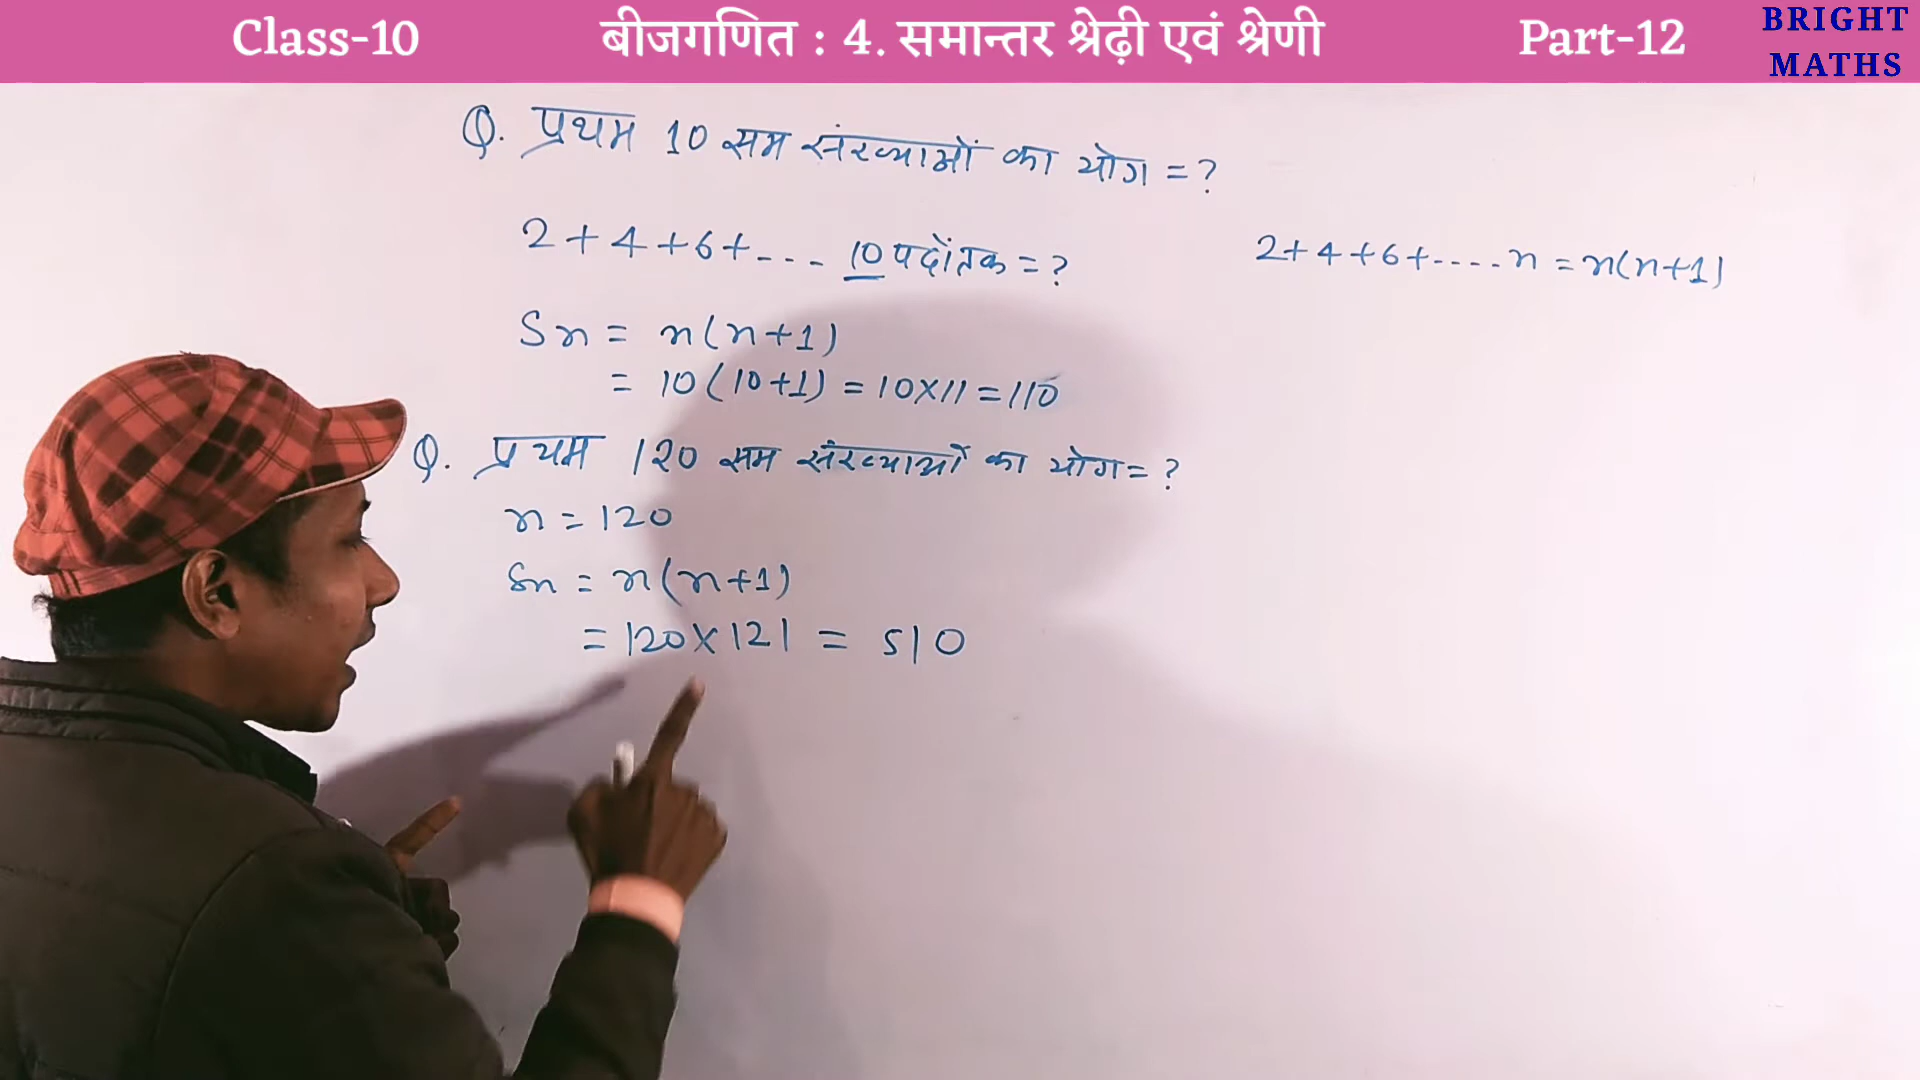 Class-10 बीजगणित : 4. समान्तर श्रेढ़ी एवं श्रेणी Part-12 BRIGHT MATHS
Q. प्रथम 10 सम संख्याओं का योग = ?
2 + 4 + 6 + --- 10 पदों तक = ?
2 + 4 + 6 + ---- n = n(n+1)
Sn = n(n+1)
= 10(10+1) = 10×11 = 110
Q. प्रथम 120 सम संख्याओं का योग = ?
n = 120
Sn = n(n+1)
= 120×121 = 510